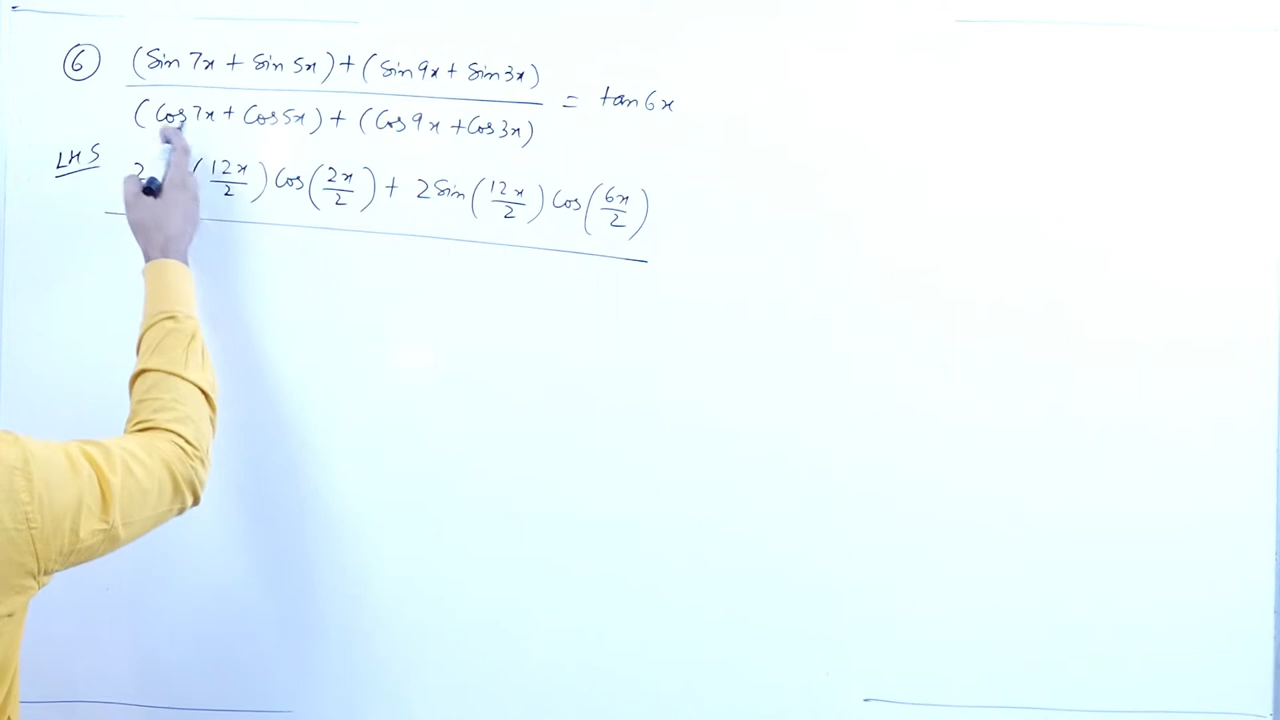 ⑥ (Sin 7x + Sin 5x) + (Sin 9x + Sin 3x)
(Cos 7x + Cos 5x) + (Cos 9x + Cos 3x)
= tan 6x
LHS
2 (12x/2) Cos (2x/2) + 2 Sin (12x/2) Cos (6x/2)